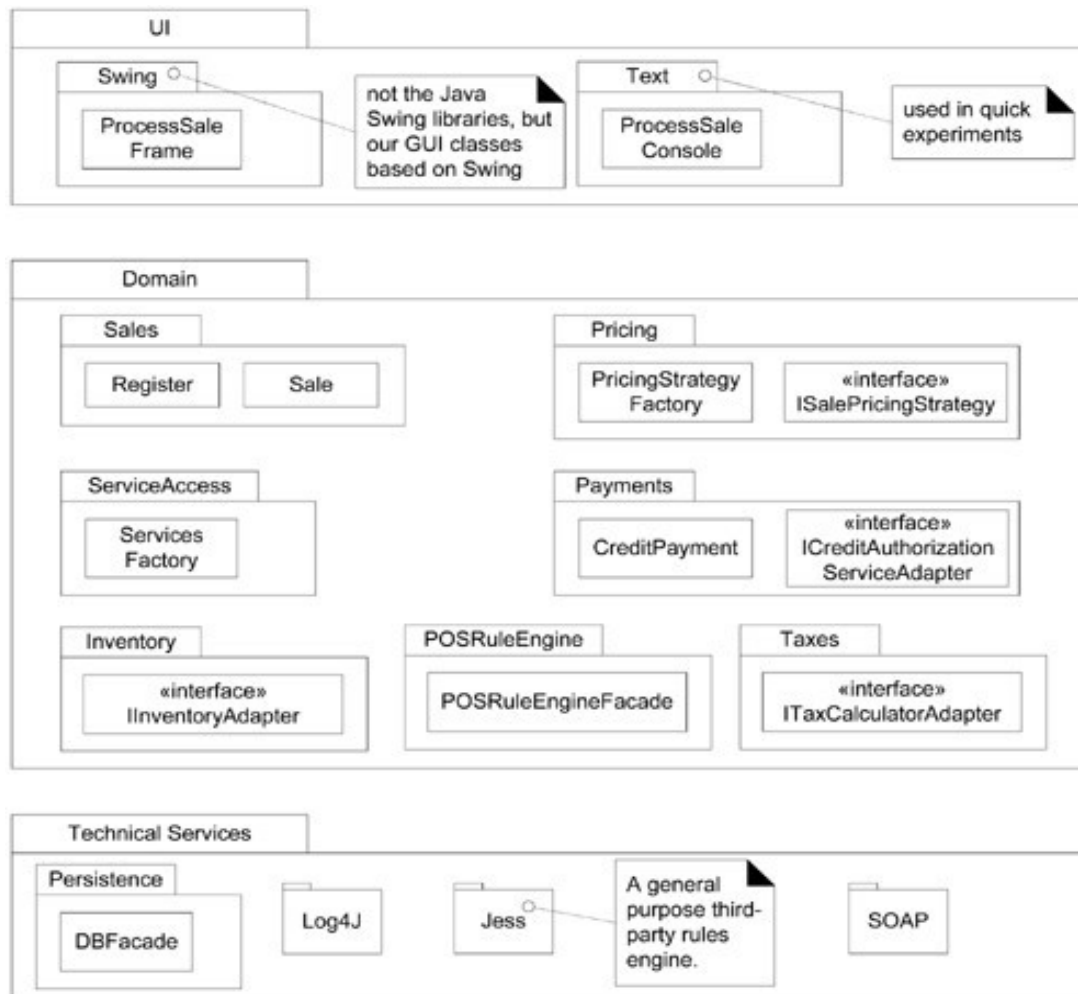 UI
Swing
ProcessSale
Frame
not the Java
Swing libraries, but
our GUI classes
based on Swing
Text
ProcessSale
Console
used in quick
experiments
Domain
Sales
Register
Sale
Pricing
PricingStrategy
Factory
«interface»
ISalePricingStrategy
ServiceAccess
Services
Factory
Payments
CreditPayment
«interface»
ICreditAuthorization
ServiceAdapter
Inventory
«interface»
IInventoryAdapter
POSRuleEngine
POSRuleEngineFacade
Taxes
«interface»
ITaxCalculatorAdapter
Technical Services
Persistence
DBFacade
Log4J
Jess
A general
purpose third-
party rules
engine.
SOAP